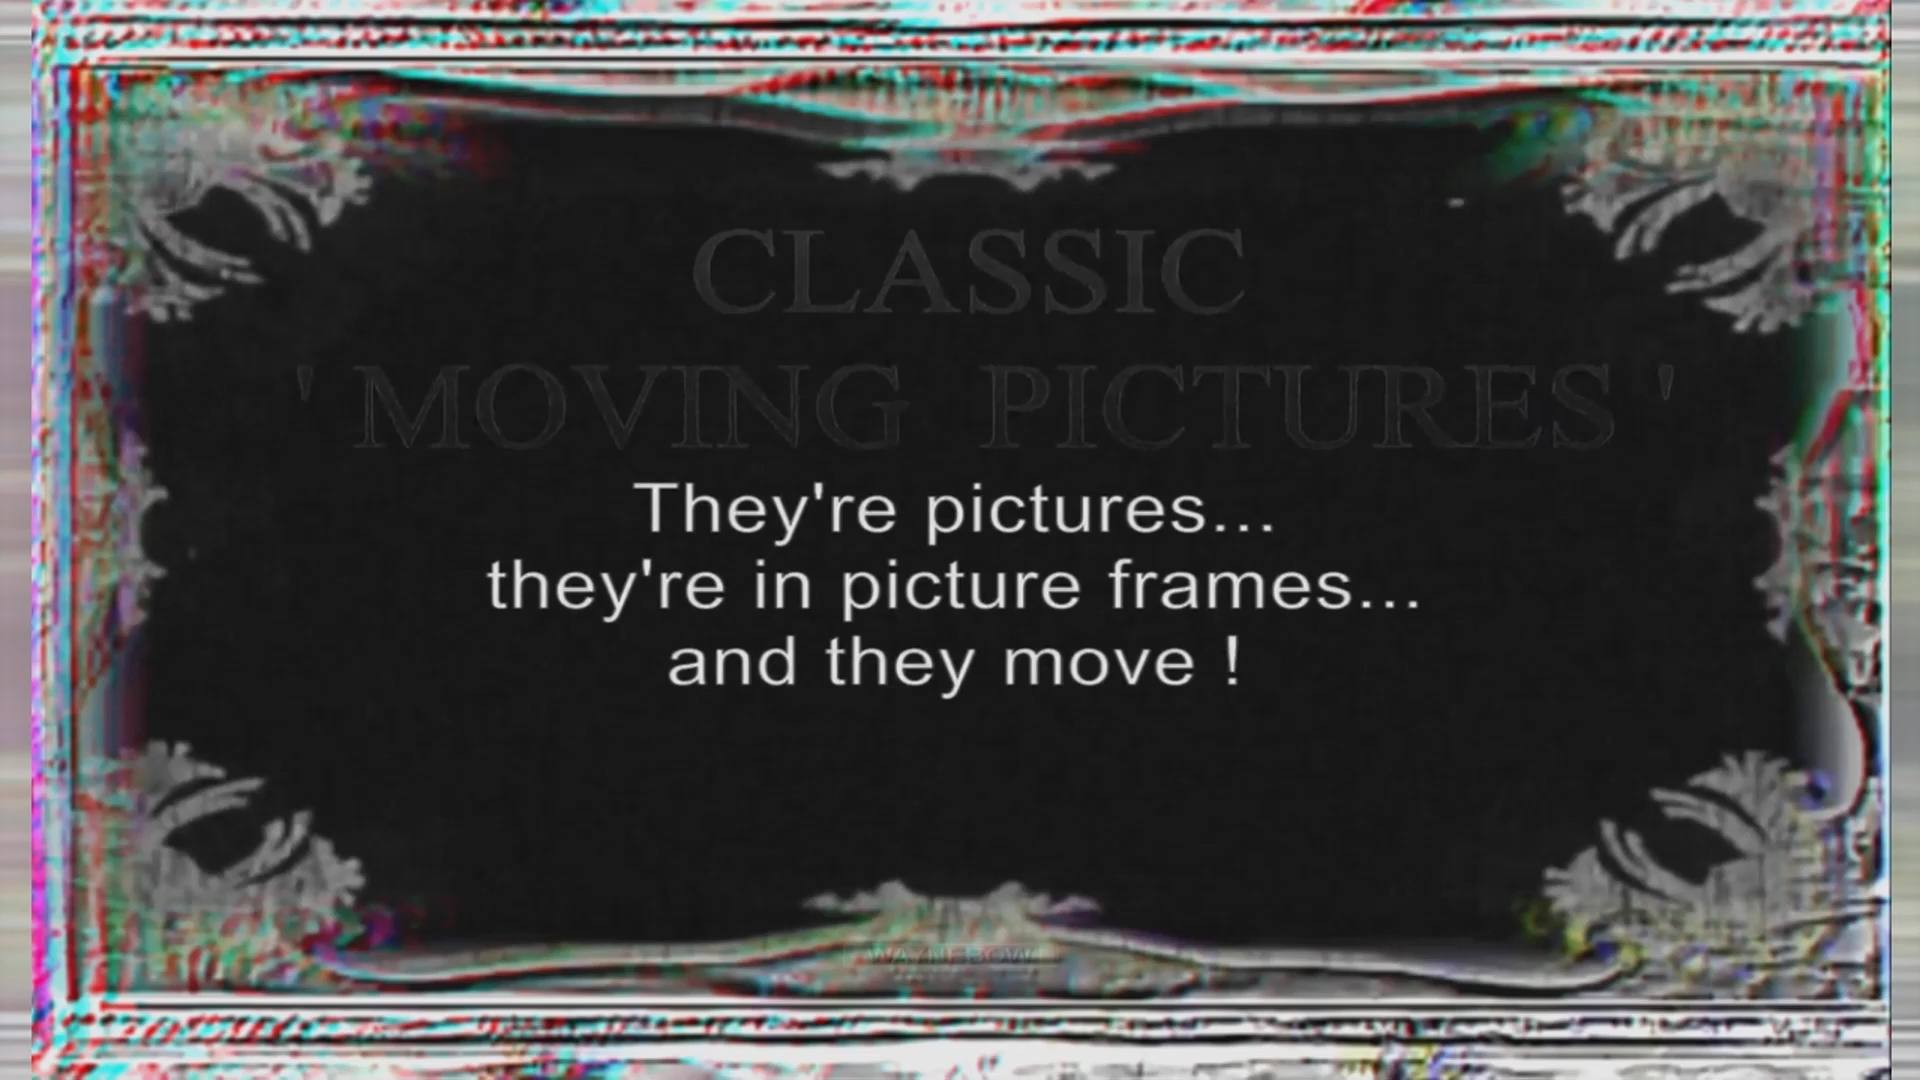 CLASSIC
' MOVING PICTURES '
They're pictures...
they're in picture frames...
and they move !